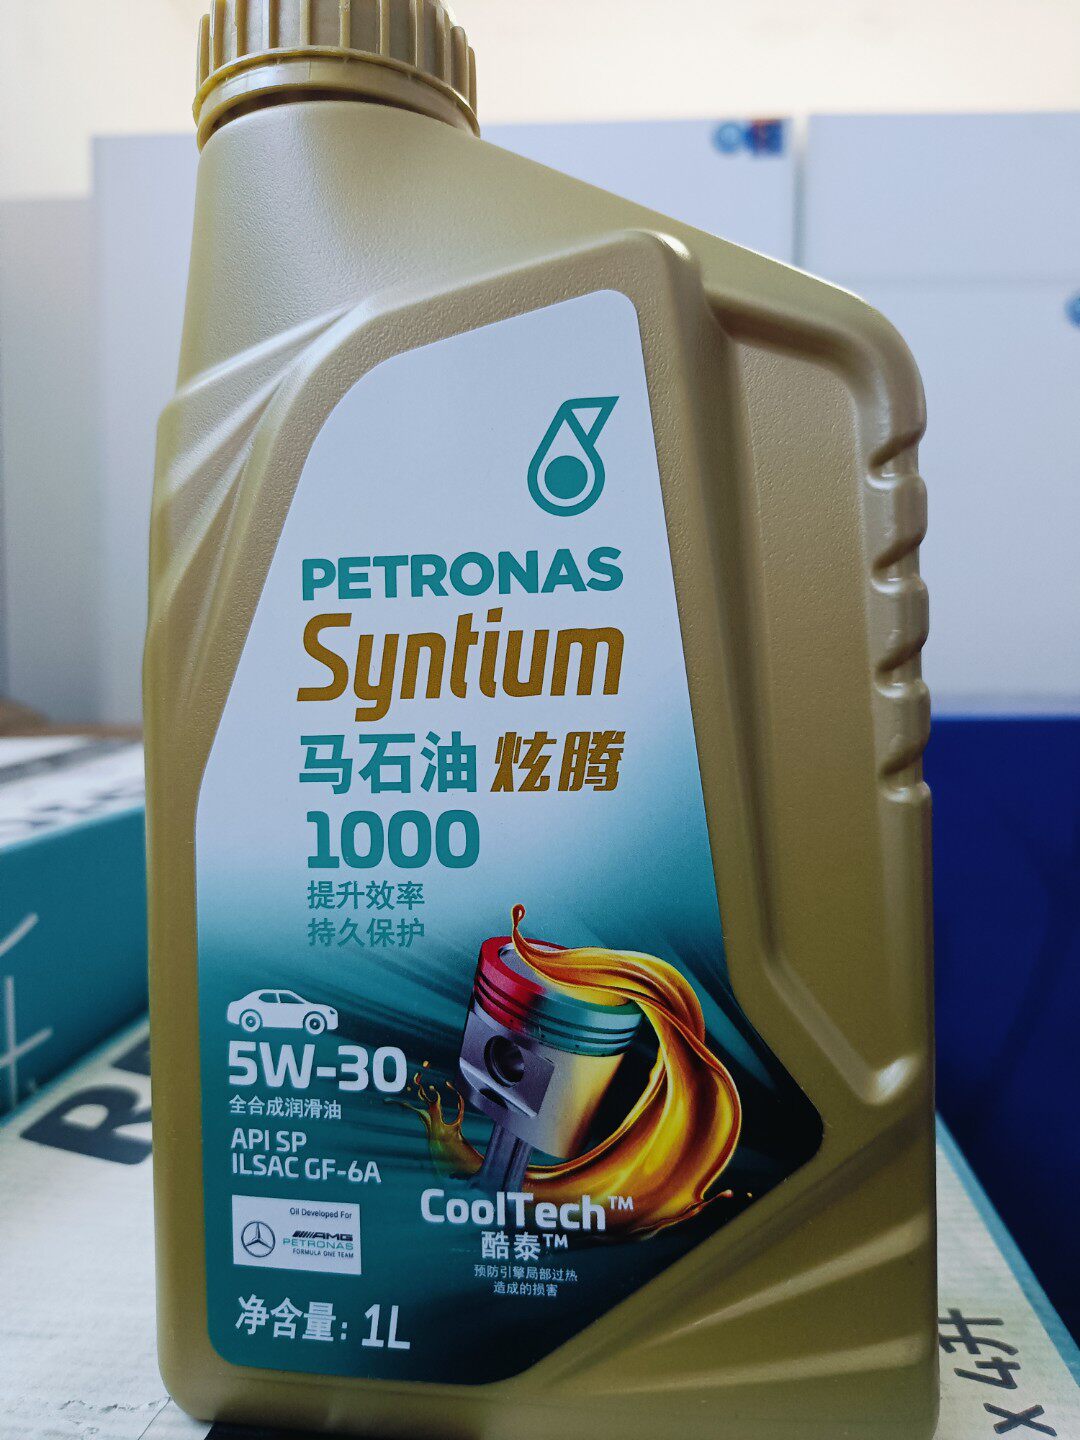 PETRONAS
Syntium
马石油 炫腾
1000
提升效率
持久保护
5W-30
全合成润滑油
API SP
ILSAC GF-6A
Oil Developed For
AMG
PETRONAS
FORMULA ONE TEAM
CoolTech™
酷泰™
预防引擎局部过热
造成的损害
净含量：1L
x 4升